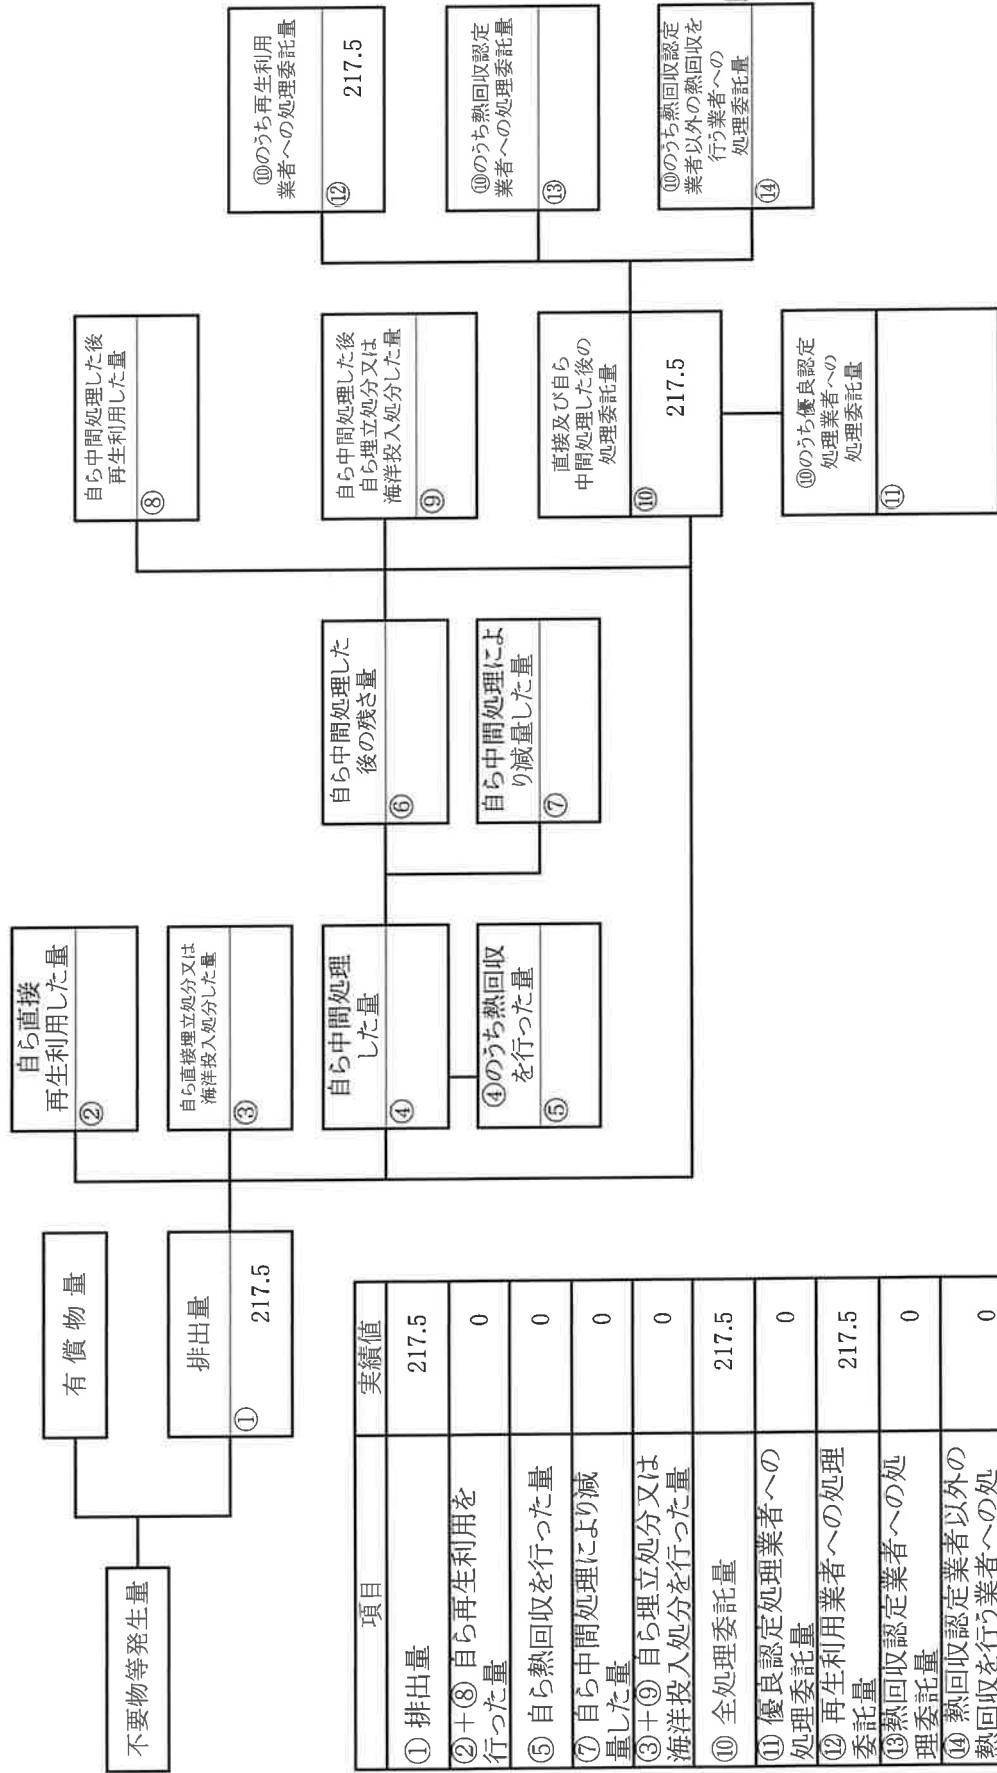 不要物等発生量
有償物量
排出量
①
217.5
自ら直接
再生利用した量
②
自ら直接埋立処分又は
海洋投入処分した量
③
自ら中間処理
した量
④
④のうち熱回収
を行った量
⑤
自ら中間処理した
後の残さ量
⑥
自ら中間処理によ
り減量した量
⑦
自ら中間処理した後
再生利用した量
⑧
自ら中間処理した後
自ら埋立処分又は
海洋投入処分した量
⑨
直接及び自ら
中間処理した後の
処理委託量
⑩
217.5
⑩のうち優良認定
処理業者への
処理委託量
⑪
⑩のうち再生利用
業者への処理委託量
⑫
217.5
⑩のうち熱回収認定
業者への処理委託量
⑬
⑩のうち熱回収認定
業者以外の熱回収を
行う業者への
処理委託量
⑭
項目 実績値
① 排出量 217.5
②+⑧ 自ら再生利用を
行った量 0
⑤ 自ら熱回収を行った量 0
⑦ 自ら中間処理により減
量した量 0
③+⑨ 自ら埋立処分又は
海洋投入処分を行った量 0
⑩ 全処理委託量 217.5
⑪ 優良認定処理業者への
処理委託量 0
⑫ 再生利用業者への処理
委託量 217.5
⑬熱回収認定業者への処
理委託量 0
⑭ 熱回収認定業者以外の
熱回収を行う業者への処 0